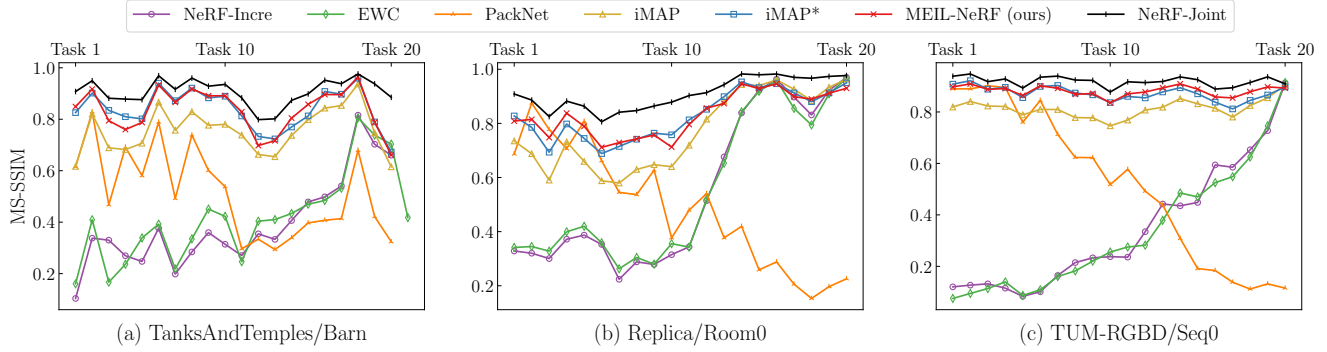 NeRF-Incre EWC PackNet iMAP iMAP* MEIL-NeRF (ours) NeRF-Joint
Task 1 Task 10 Task 20
Task 1 Task 10 Task 20
Task 1 Task 10 Task 20
MS-SSIM
1.0
0.8
0.6
0.4
0.2
1.0
0.8
0.6
0.4
0.2
1.0
0.8
0.6
0.4
0.2
(a) TanksAndTemples/Barn
(b) Replica/Room0
(c) TUM-RGBD/Seq0